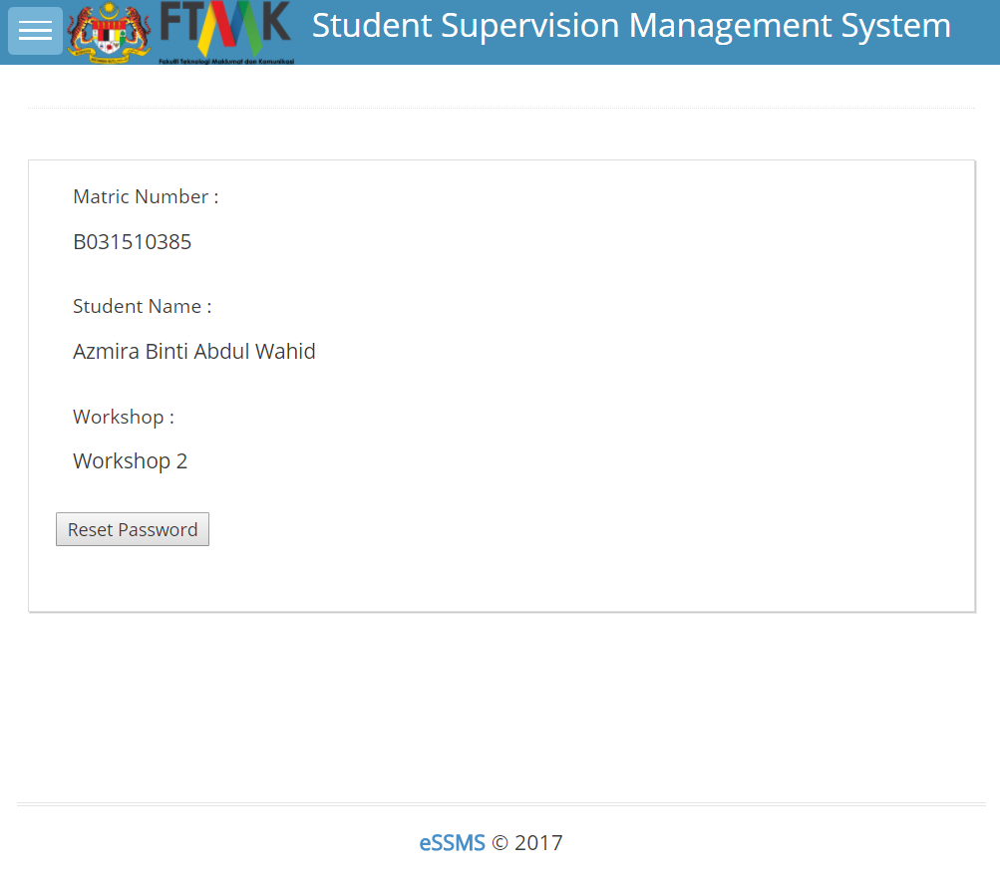 FTMK
Fakulti Teknologi Maklumat dan Komunikasi
Student Supervision Management System
Matric Number :
B031510385
Student Name :
Azmira Binti Abdul Wahid
Workshop :
Workshop 2
Reset Password
eSSMS © 2017